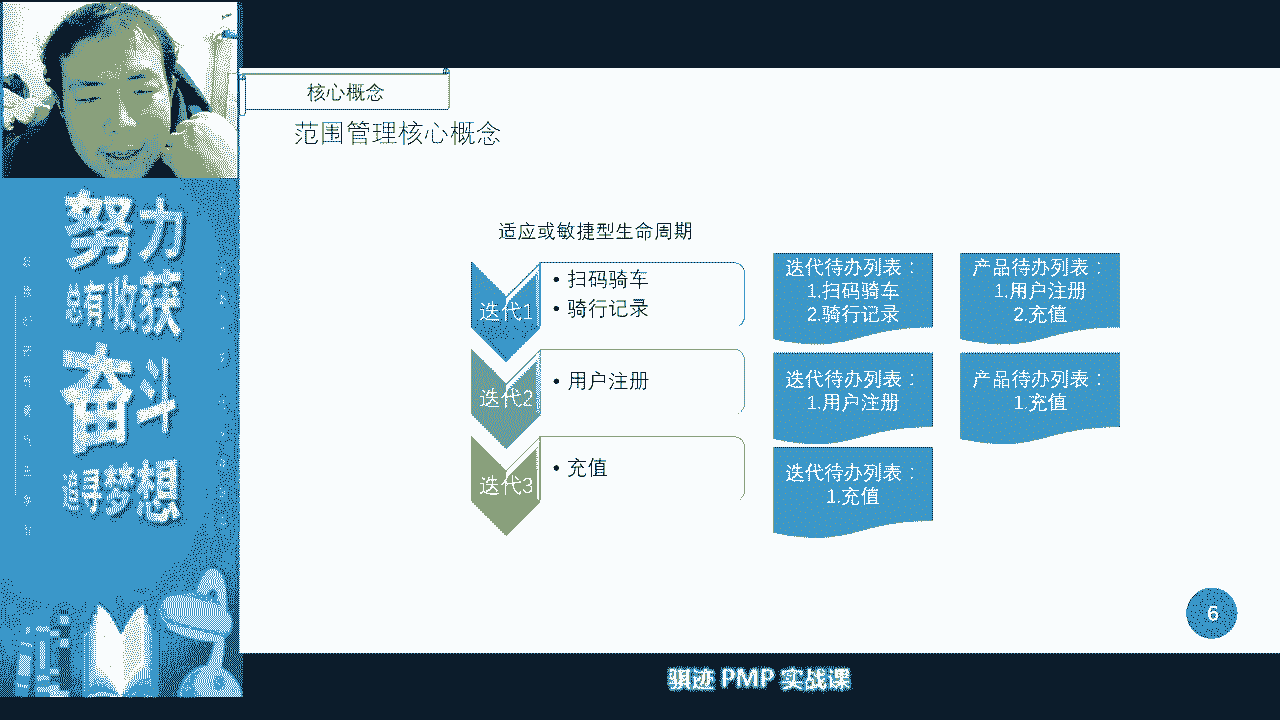 核心概念
范围管理核心概念
适应或敏捷型生命周期
迭代1
• 扫码骑车
• 骑行记录
迭代待办列表：
1.扫码骑车
2.骑行记录
产品待办列表：
1.用户注册
2.充值
迭代2
• 用户注册
迭代待办列表：
1.用户注册
产品待办列表：
1.充值
迭代3
• 充值
迭代待办列表：
1.充值
6
骐迹 PMP 实战课
努力
总有收获
奋斗
追寻梦想